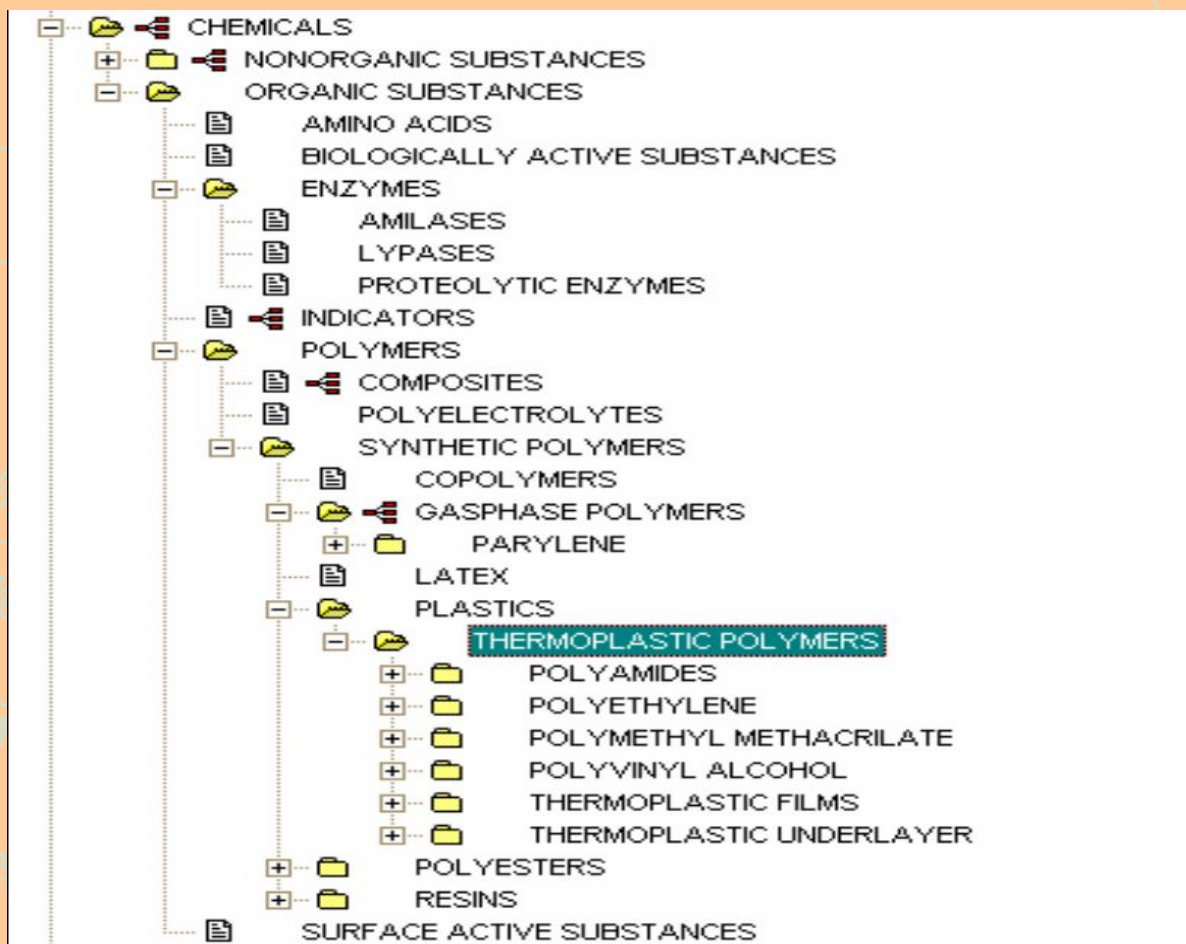 CHEMICALS
NONORGANIC SUBSTANCES
ORGANIC SUBSTANCES
AMINO ACIDS
BIOLOGICALLY ACTIVE SUBSTANCES
ENZYMES
AMILASES
LYPASES
PROTEOLYTIC ENZYMES
INDICATORS
POLYMERS
COMPOSITES
POLYELECTROLYTES
SYNTHETIC POLYMERS
COPOLYMERS
GASPHASE POLYMERS
PARYLENE
LATEX
PLASTICS
THERMOPLASTIC POLYMERS
POLYAMIDES
POLYETHYLENE
POLYMETHYL METHACRILATE
POLYVINYL ALCOHOL
THERMOPLASTIC FILMS
THERMOPLASTIC UNDERLAYER
POLYESTERS
RESINS
SURFACE ACTIVE SUBSTANCES